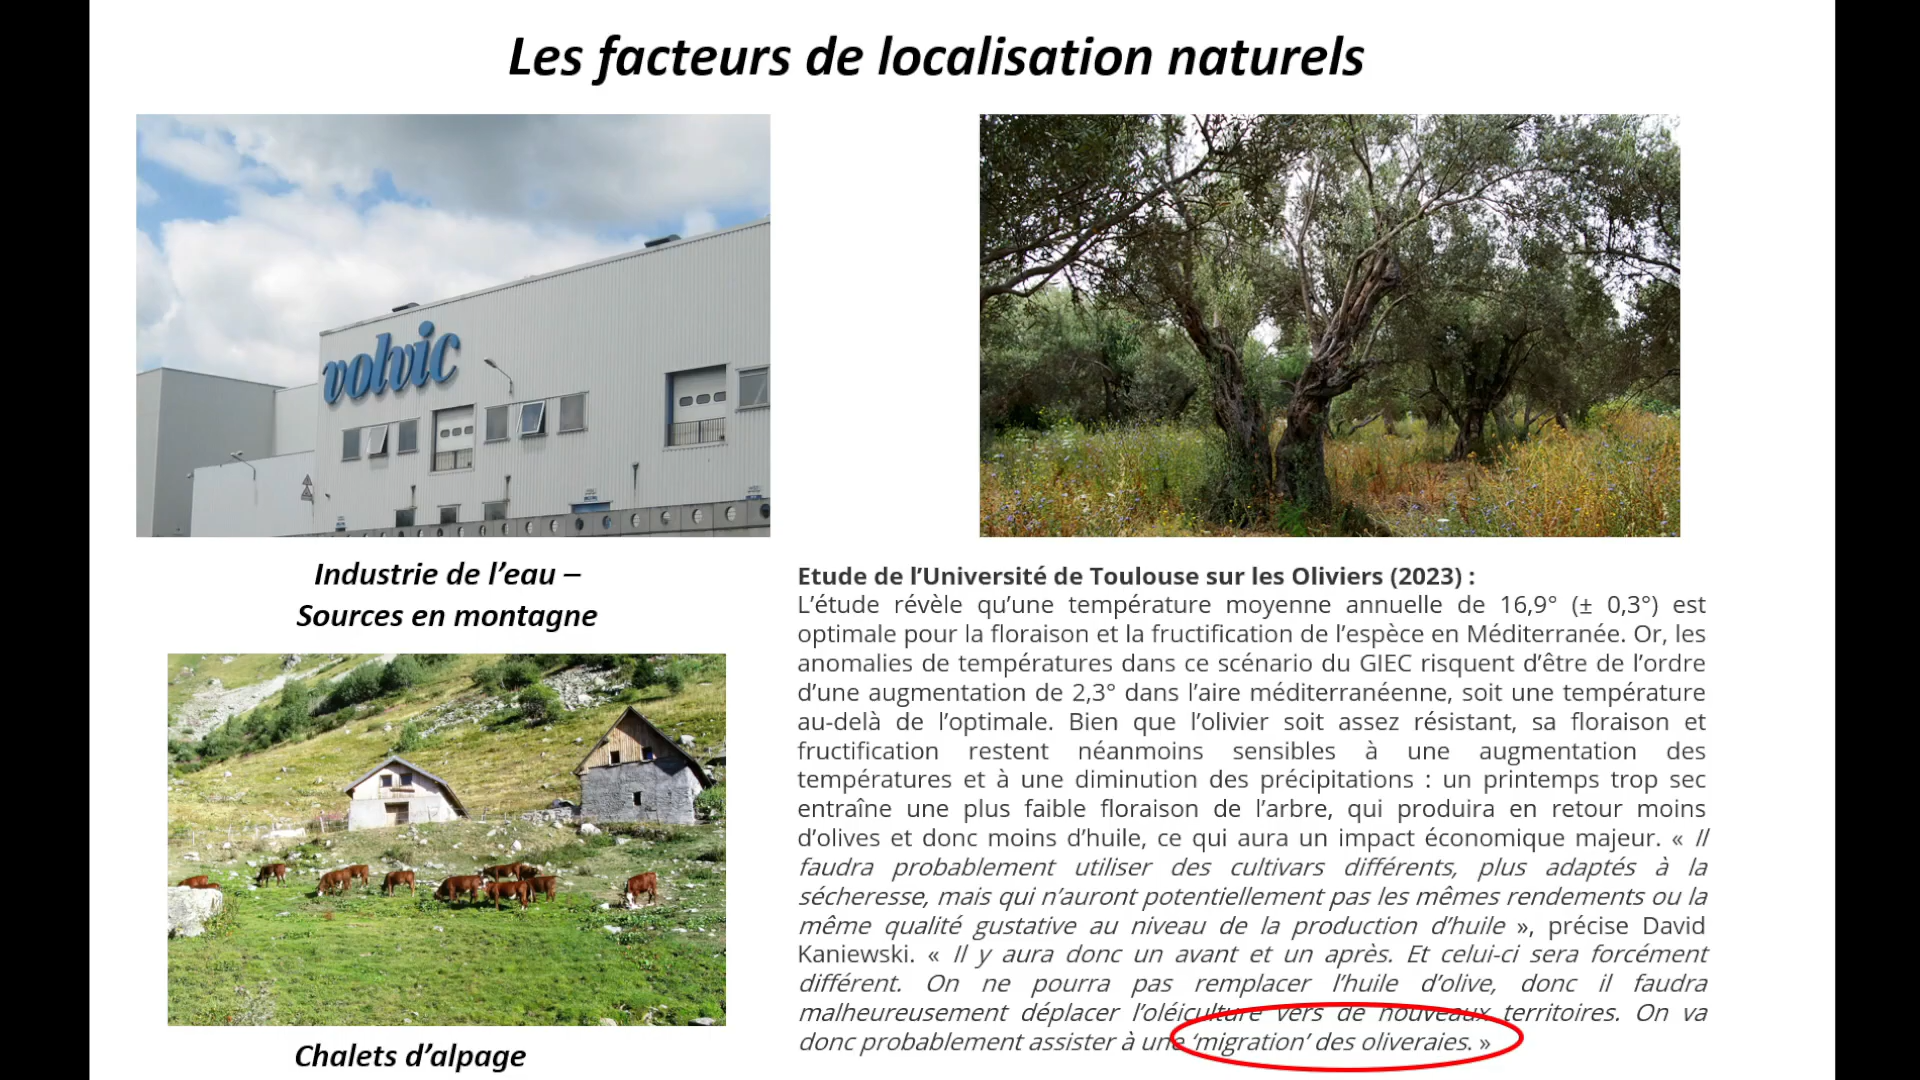 Les facteurs de localisation naturels
volvic
Industrie de l’eau –
Sources en montagne
Chalets d’alpage
Etude de l’Université de Toulouse sur les Oliviers (2023) :
L’étude révèle qu’une température moyenne annuelle de 16,9° (± 0,3°) est
optimale pour la floraison et la fructification de l’espèce en Méditerranée. Or, les
anomalies de températures dans ce scénario du GIEC risquent d’être de l’ordre
d’une augmentation de 2,3° dans l’aire méditerranéenne, soit une température
au-delà de l’optimale. Bien que l’olivier soit assez résistant, sa floraison et
fructification restent néanmoins sensibles à une augmentation des
températures et à une diminution des précipitations : un printemps trop sec
entraîne une plus faible floraison de l’arbre, qui produira en retour moins
d’olives et donc moins d’huile, ce qui aura un impact économique majeur. « Il
faudra probablement utiliser des cultivars différents, plus adaptés à la
sécheresse, mais qui n’auront potentiellement pas les mêmes rendements ou la
même qualité gustative au niveau de la production d’huile », précise David
Kaniewski. « Il y aura donc un avant et un après. Et celui-ci sera forcément
différent. On ne pourra pas remplacer l’huile d’olive, donc il faudra
malheureusement déplacer l’oléiculture vers de nouveaux territoires. On va
donc probablement assister à une ‘migration’ des oliveraies. »